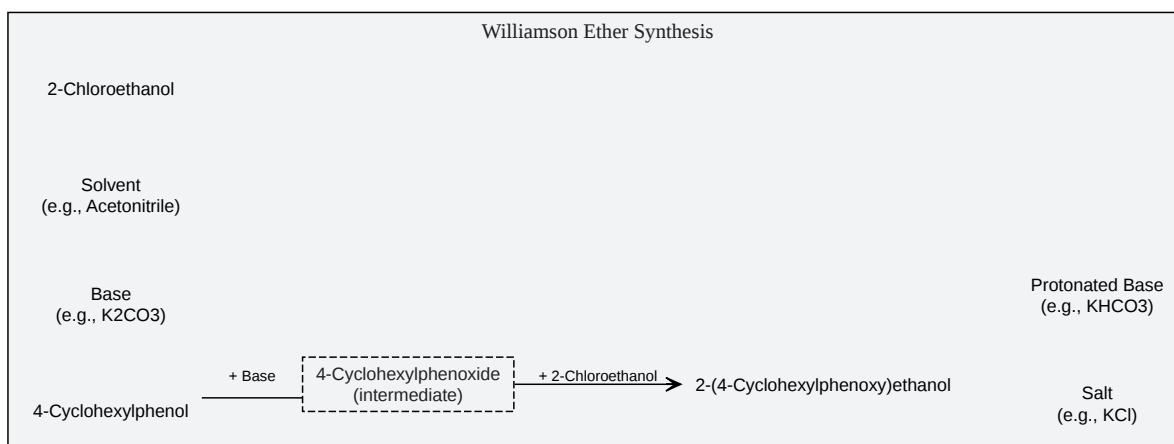 Williamson Ether Synthesis
2-Chloroethanol
Solvent
(e.g., Acetonitrile)
Base
(e.g., K2CO3)
Protonated Base
(e.g., KHCO3)
4-Cyclohexylphenol
+ Base
4-Cyclohexylphenoxide
(intermediate)
+ 2-Chloroethanol
2-(4-Cyclohexylphenoxy)ethanol
Salt
(e.g., KCl)